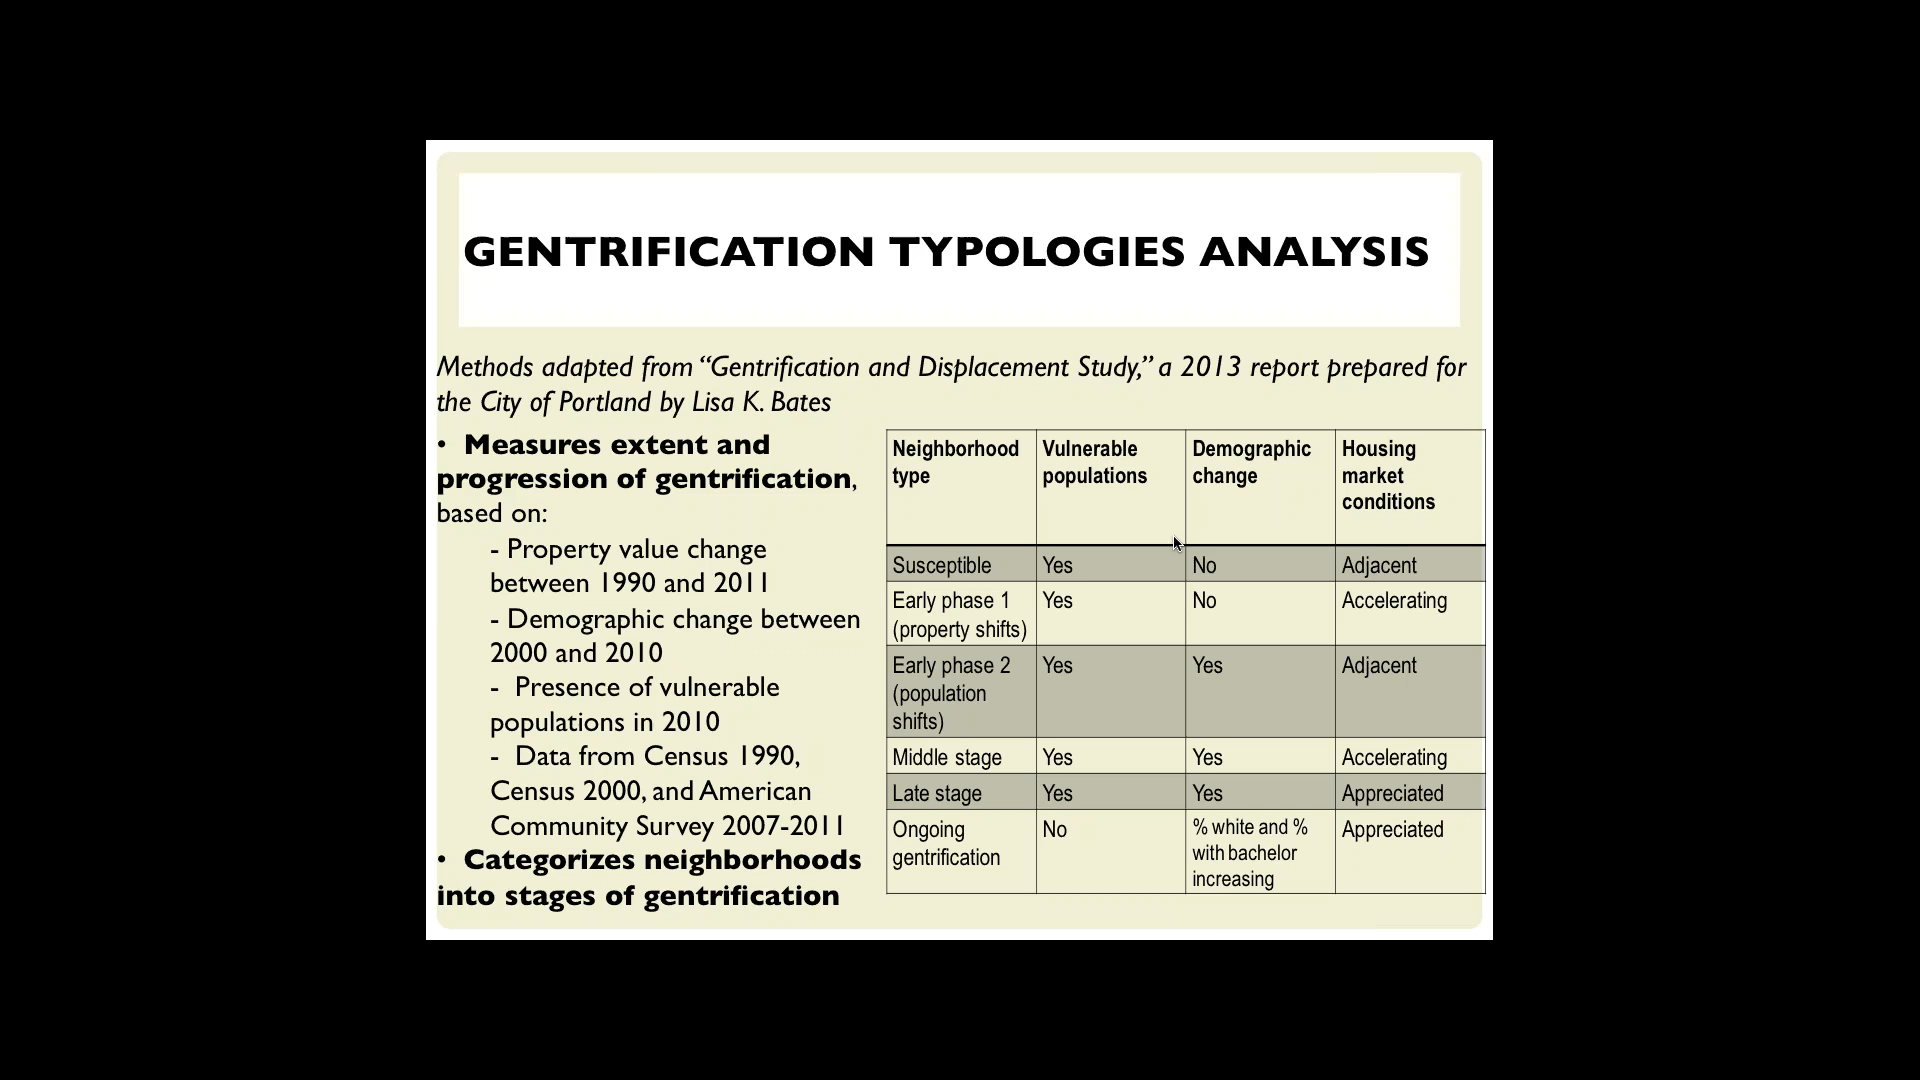 GENTRIFICATION TYPOLOGIES ANALYSIS
Methods adapted from “Gentrification and Displacement Study,” a 2013 report prepared for
the City of Portland by Lisa K. Bates
• Measures extent and
progression of gentrification,
based on:
- Property value change
between 1990 and 2011
- Demographic change between
2000 and 2010
- Presence of vulnerable
populations in 2010
- Data from Census 1990,
Census 2000, and American
Community Survey 2007-2011
• Categorizes neighborhoods
into stages of gentrification
Neighborhood type Vulnerable populations Demographic change Housing market conditions
Susceptible Yes No Adjacent
Early phase 1 (property shifts) Yes No Accelerating
Early phase 2 (population shifts) Yes Yes Adjacent
Middle stage Yes Yes Accelerating
Late stage Yes Yes Appreciated
Ongoing gentrification No % white and % with bachelor increasing Appreciated